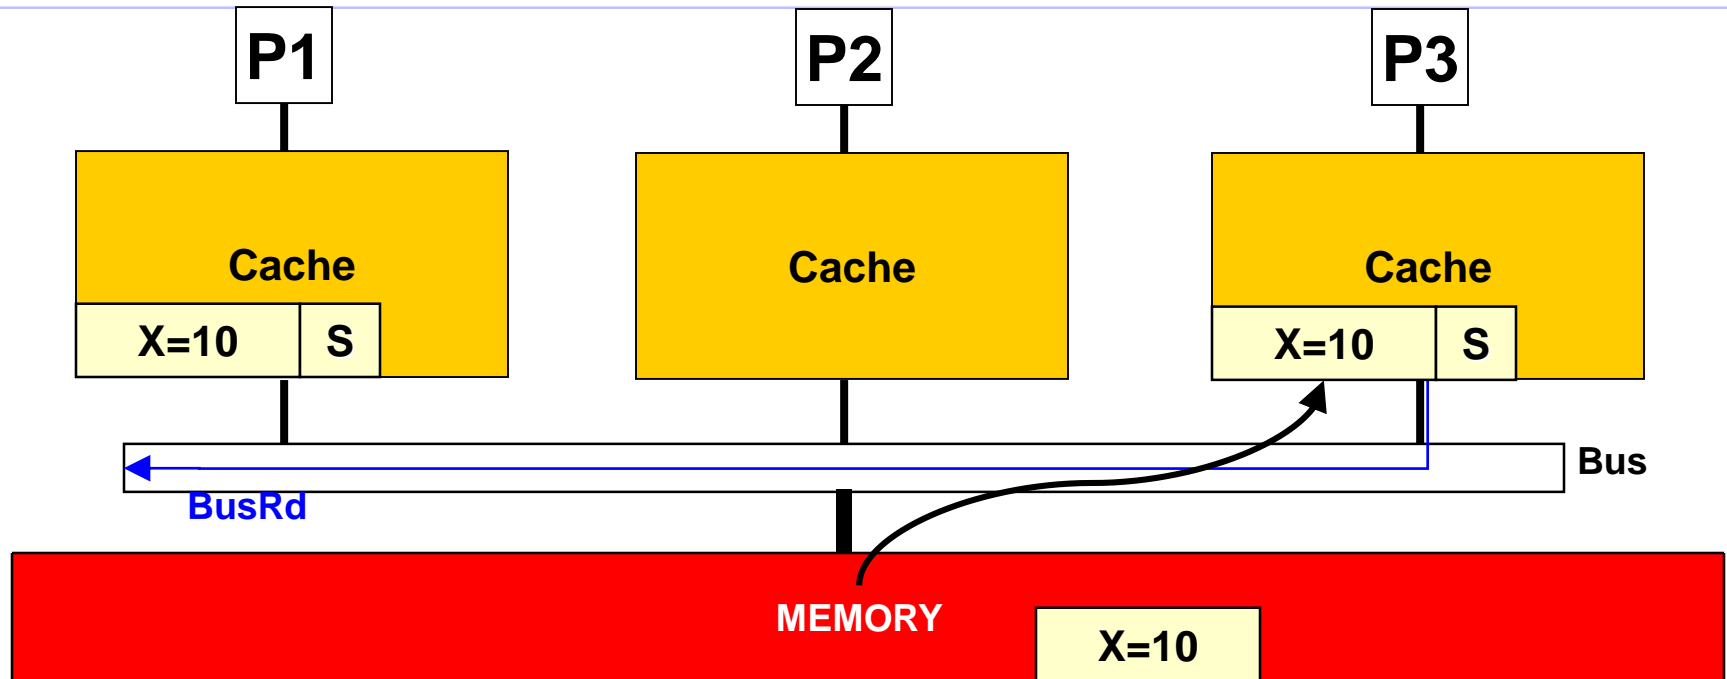 P1
P2
P3
Cache
Cache
Cache
X=10 S
X=10 S
Bus
BusRd
MEMORY
X=10